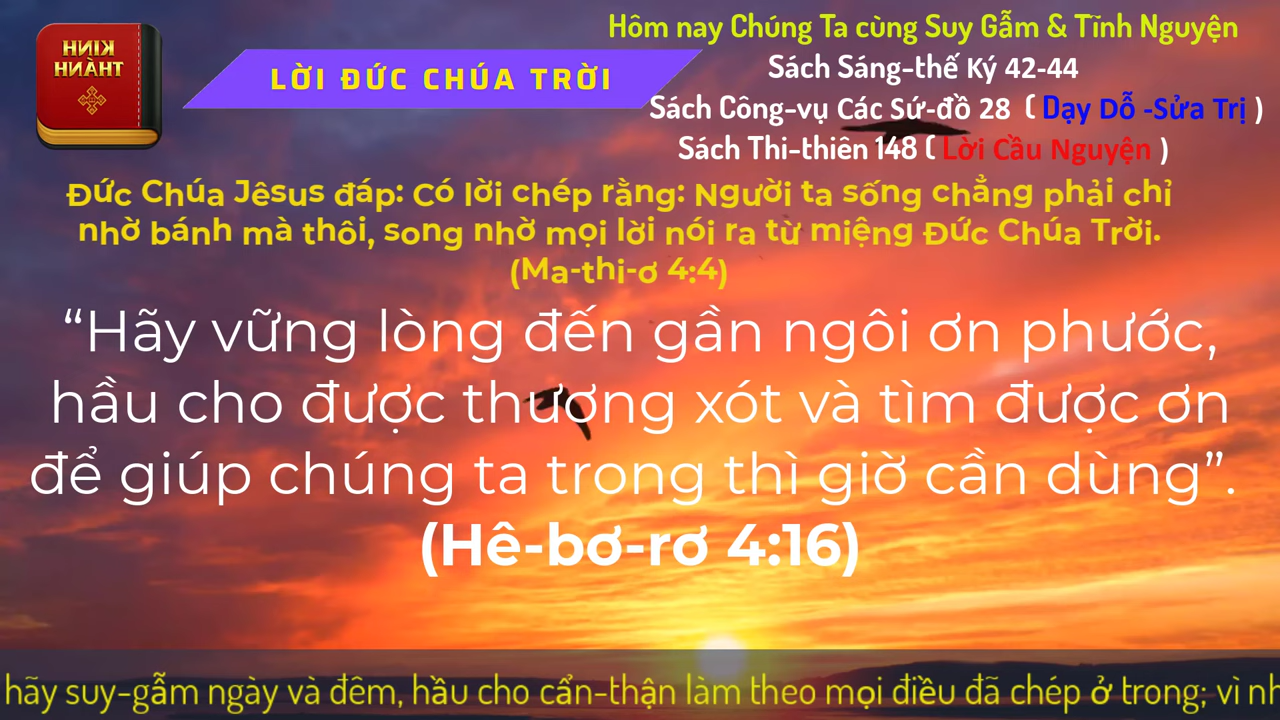 KINH
THÀNH
LỜI ĐỨC CHÚA TRỜI
Hôm nay Chúng Ta cùng Suy Gẫm & Tĩnh Nguyện
Sách Sáng-thế Ký 42-44
Sách Công-vụ Các Sứ-đồ 28 ( Dạy Dỗ -Sửa Trị )
Sách Thi-thiên 148 ( Lời Cầu Nguyện )
Đức Chúa Jêsus đáp: Có lời chép rằng: Người ta sống chẳng phải chỉ
nhờ bánh mà thôi, song nhờ mọi lời nói ra từ miệng Đức Chúa Trời.
(Ma-thi-ơ 4:4)
“Hãy vững lòng đến gần ngôi ơn phước,
hầu cho được thương xót và tìm được ơn
để giúp chúng ta trong thì giờ cần dùng”.
(Hê-bơ-rơ 4:16)
hãy suy-gẫm ngày và đêm, hầu cho cẩn-thận làm theo mọi điều đã chép ở trong; vì nh